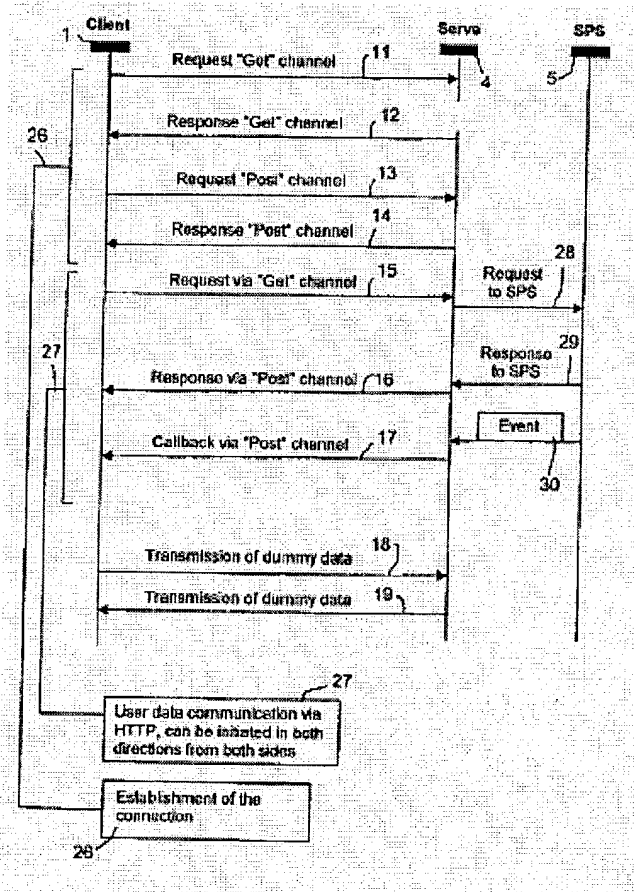 Client
Servo
SPS
1
4
5
Request "Get" channel
11
Response "Get" channel
12
26
Request "Post" channel
13
Response "Post" channel
14
Request via "Get" channel
15
Request
to SPS
28
27
Response
to SPS
29
Response via "Post" channel
16
Event
30
Callback via "Post" channel
17
Transmission of dummy data
18
Transmission of dummy data
19
27
User data communication via
HTTP, can be initiated in both
directions from both sides
Establishment of the
connection
26